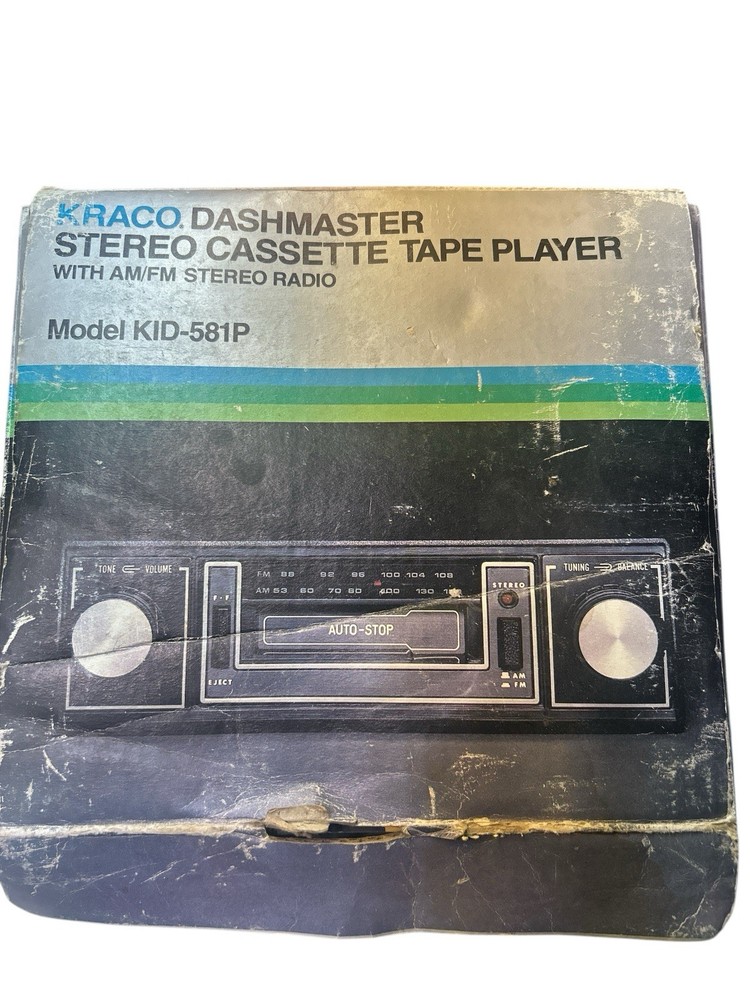 KRACO DASHMASTER
STEREO CASSETTE TAPE PLAYER
WITH AM/FM STEREO RADIO
Model KID-581P
TONE VOLUME
FM 88 92 96 100 104 108
AM 53 60 70 80 100 130
F·F
AUTO-STOP
EJECT
STEREO
AM
FM
TUNING BALANCE